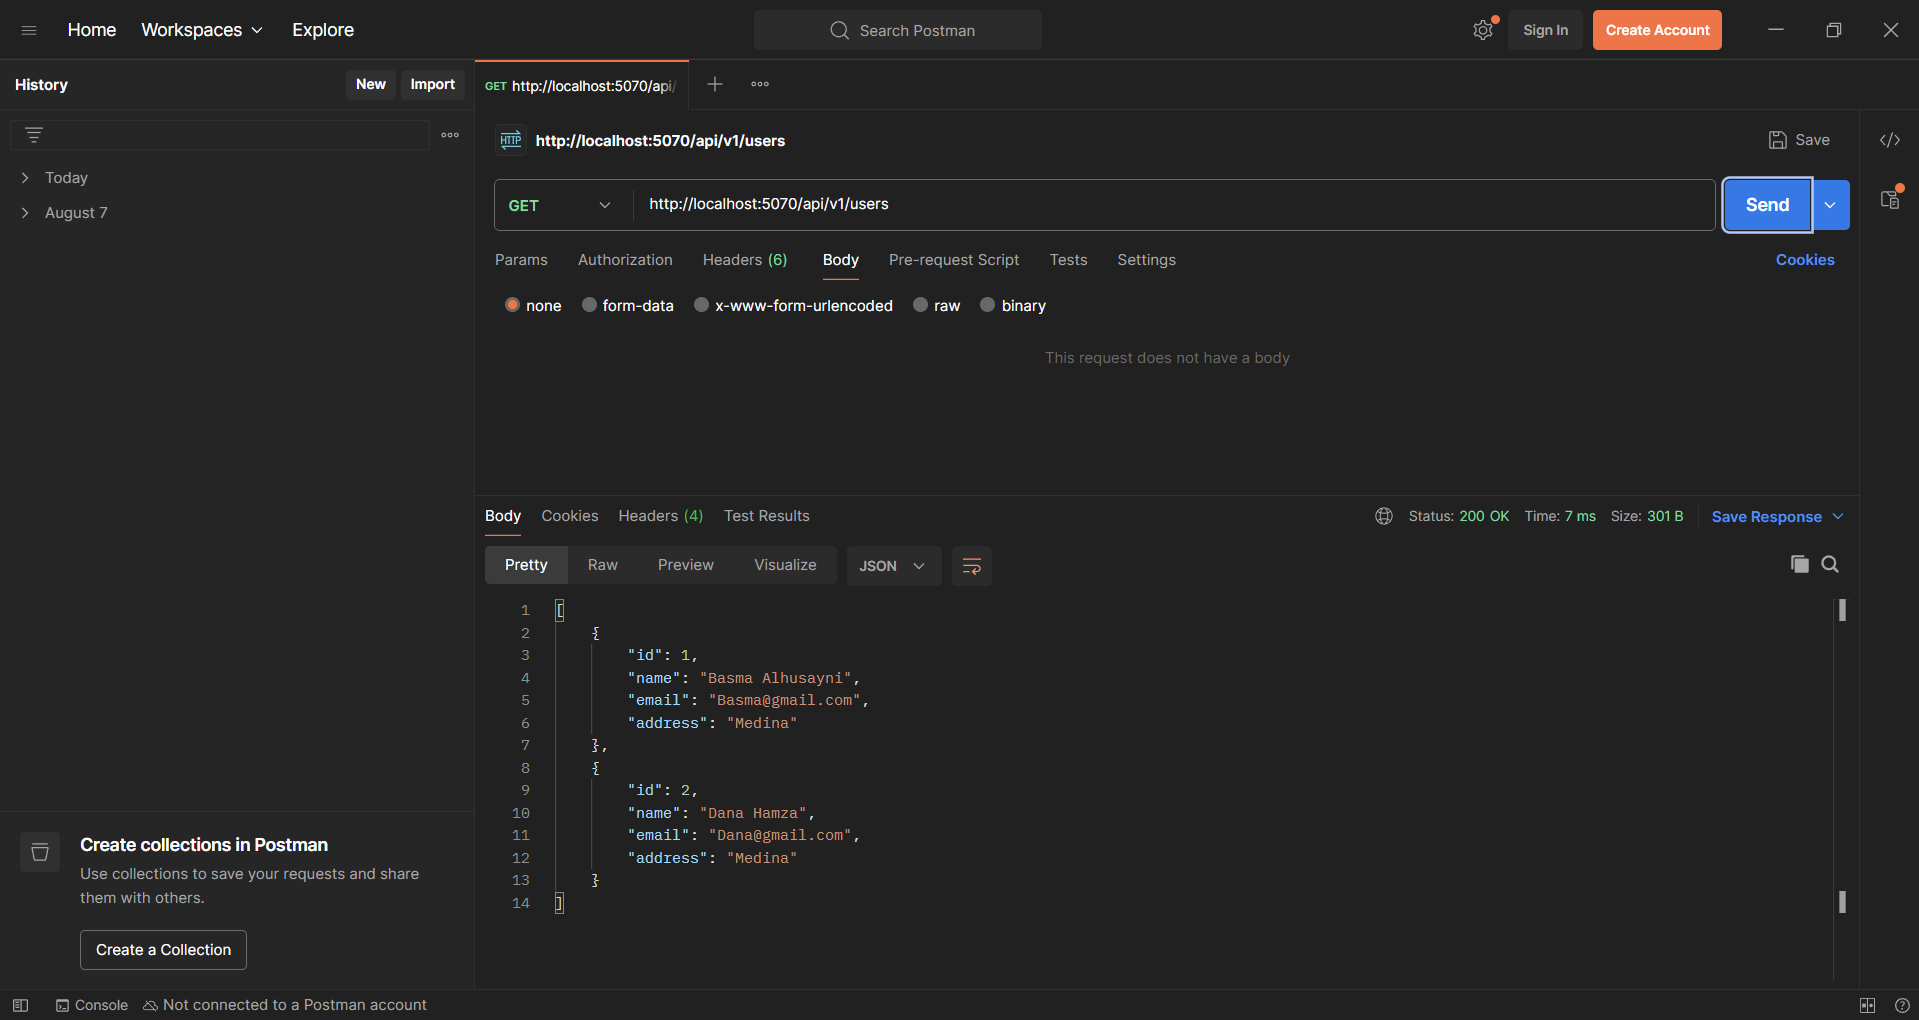 Home Workspaces Explore Search Postman Sign In Create Account
History New Import GET http://localhost:5070/api/
HTTP http://localhost:5070/api/v1/users Save </>
Today
August 7
GET http://localhost:5070/api/v1/users Send
Params Authorization Headers (6) Body Pre-request Script Tests Settings Cookies
none form-data x-www-form-urlencoded raw binary
This request does not have a body
Body Cookies Headers (4) Test Results Status: 200 OK Time: 7 ms Size: 301 B Save Response
Pretty Raw Preview Visualize JSON
1 [
2 {
3 "id": 1,
4 "name": "Basma Alhusayni",
5 "email": "Basma@gmail.com",
6 "address": "Medina"
7 },
8 {
9 "id": 2,
10 "name": "Dana Hamza",
11 "email": "Dana@gmail.com",
12 "address": "Medina"
13 }
14 ]
Create collections in Postman
Use collections to save your requests and share
them with others.
Create a Collection
Console Not connected to a Postman account